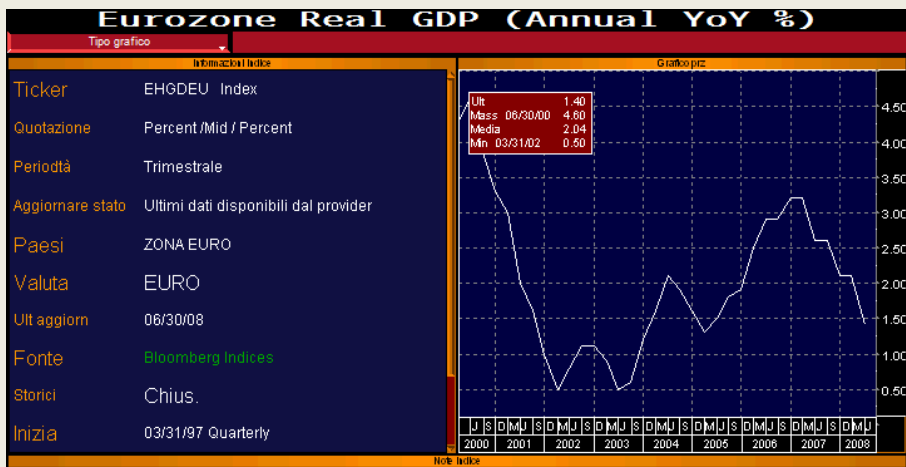 Eurozone Real GDP (Annual YoY %)
Tipo grafico
Informazioni Indice
Grafico prz
Ticker EHGDEU Index
Quotazione Percent /Mid / Percent
Periodtà Trimestrale
Aggiornare stato Ultimi dati disponibili dal provider
Paesi ZONA EURO
Valuta EURO
Ult aggiorn 06/30/08
Fonte Bloomberg Indices
Storici Chius.
Inizia 03/31/97 Quarterly
Ult 1.40
Mass 06/30/00 4.60
Media 2.04
Min 03/31/02 0.50
4.50
4.00
3.50
3.00
2.50
2.00
1.50
1.00
0.50
J S D M J S D M J S D M J S D M J S D M J S D M J S D M J S D M J
2000 2001 2002 2003 2004 2005 2006 2007 2008
Note Indice